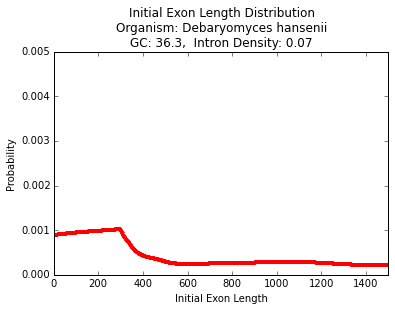 Initial Exon Length Distribution
Organism: Debaryomyces hansenii
GC: 36.3,  Intron Density: 0.07
0.005
0.004
0.003
0.002
0.001
0.000
Probability
0 200 400 600 800 1000 1200 1400
Initial Exon Length